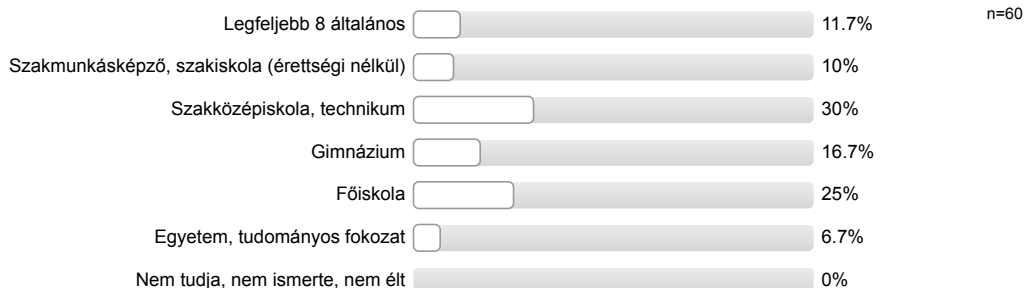 Legfeljebb 8 általános 11.7% n=60
Szakmunkásképző, szakiskola (érettségi nélkül) 10%
Szakközépiskola, technikum 30%
Gimnázium 16.7%
Főiskola 25%
Egyetem, tudományos fokozat 6.7%
Nem tudja, nem ismerte, nem élt 0%